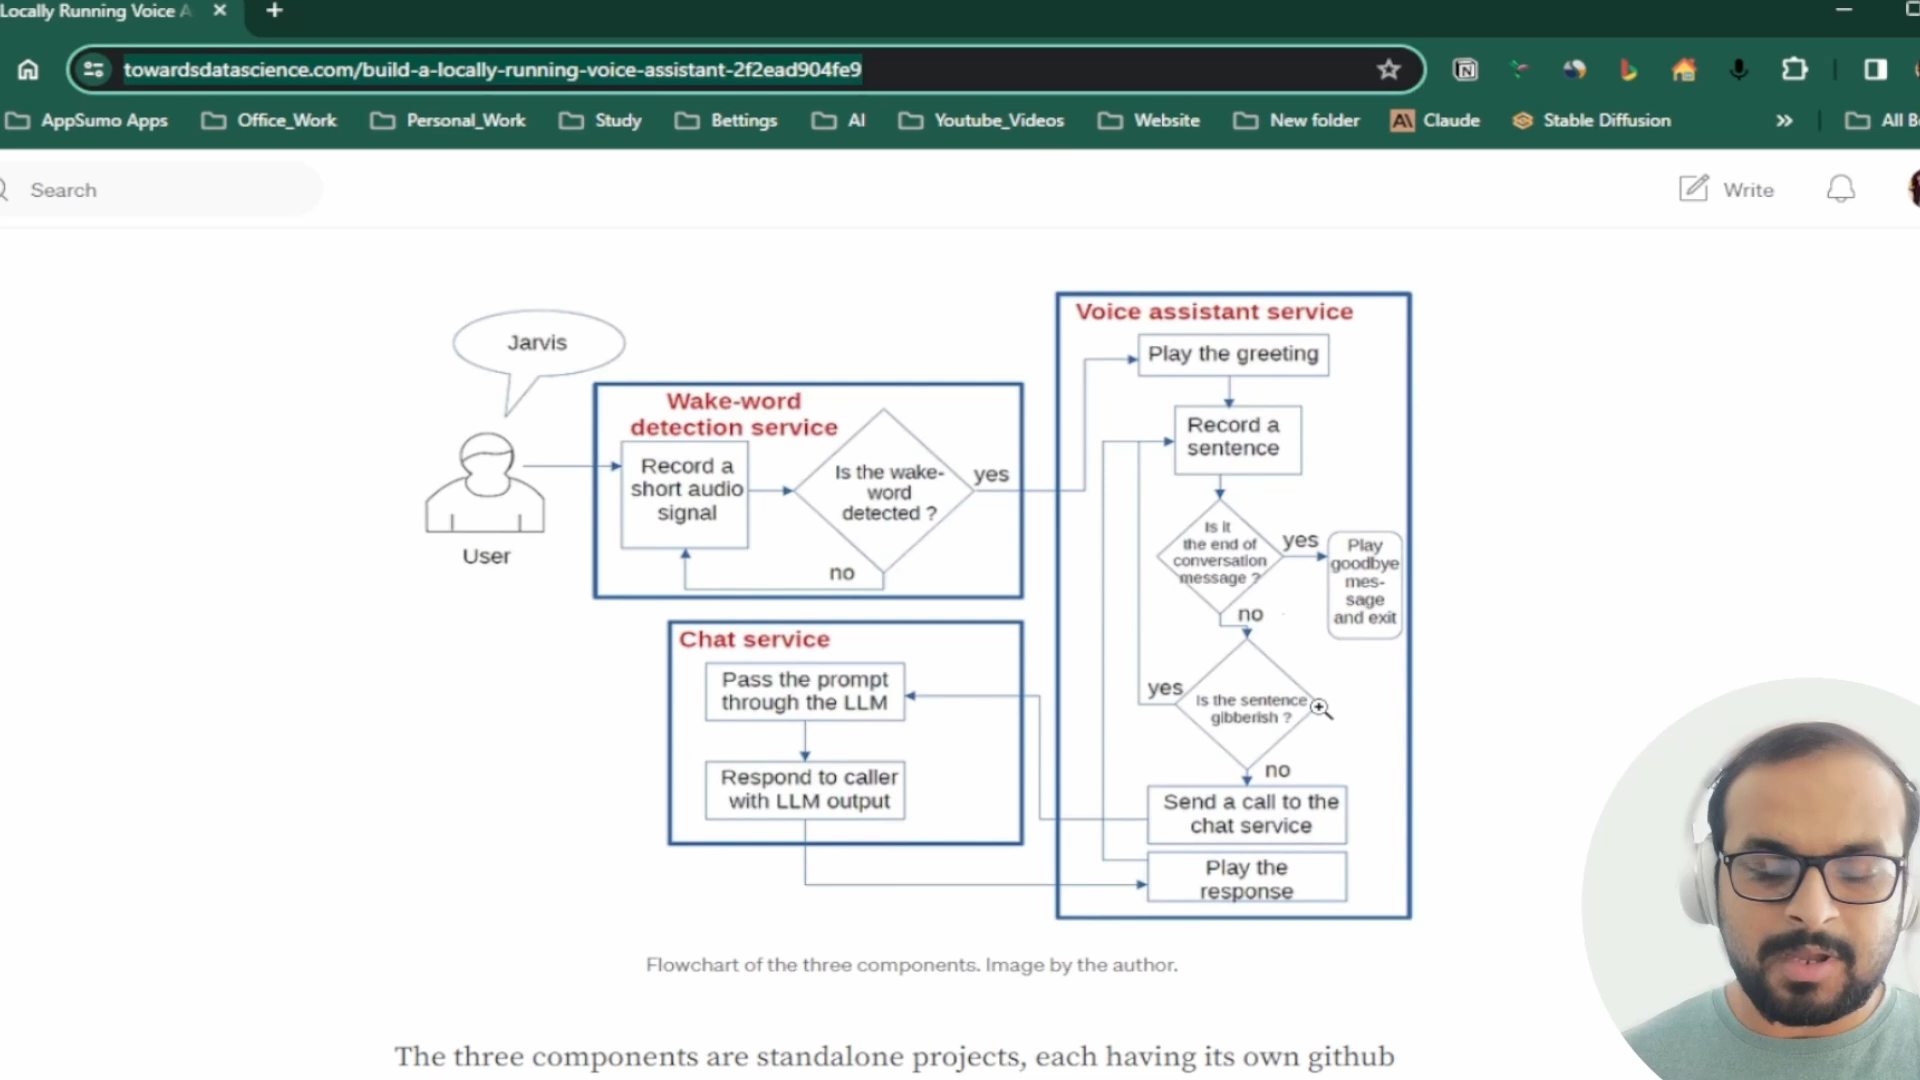 Locally Running Voice A
towardsdatascience.com/build-a-locally-running-voice-assistant-2f2ead904fe9
AppSumo Apps
Office_Work
Personal_Work
Study
Bettings
AI
Youtube_Videos
Website
New folder
Claude
Stable Diffusion
All B
Search
Write
Jarvis
User
Wake-word
detection service
Record a
short audio
signal
Is the wake-
word
detected ?
yes
no
Voice assistant service
Play the greeting
Record a
sentence
Is it
the end of
conversation
message ?
yes
Play
goodbye
mes-
sage
and exit
no
Is the sentence
gibberish ?
yes
no
Send a call to the
chat service
Play the
response
Chat service
Pass the prompt
through the LLM
Respond to caller
with LLM output
Flowchart of the three components. Image by the author.
The three components are standalone projects, each having its own github